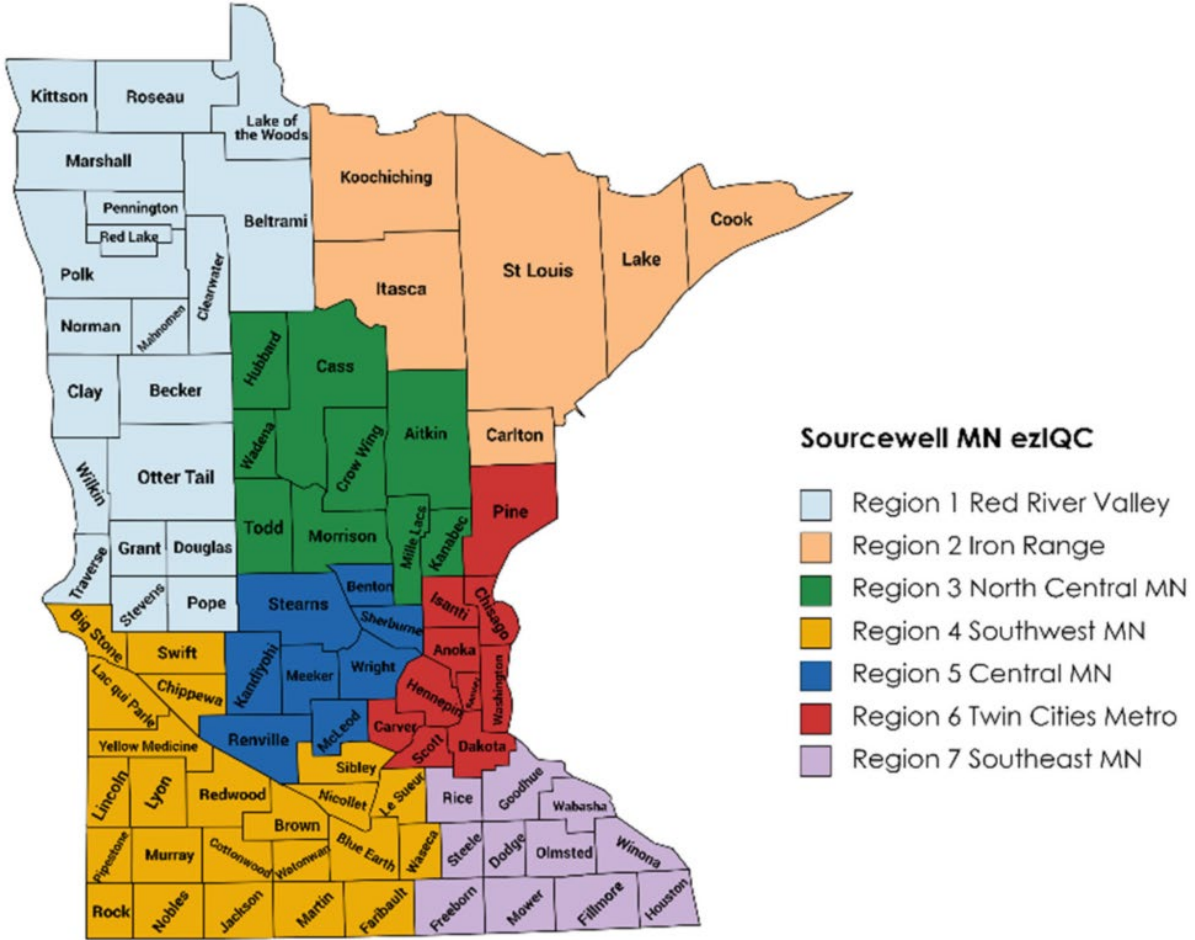 Kittson
Roseau
Lake of
the Woods
Marshall
Koochiching
Pennington
Beltrami
Cook
Red Lake
St Louis
Lake
Polk
Clearwater
Itasca
Norman
Mahnomen
Hubbard
Cass
Clay
Becker
Aitkin
Carlton
Wadena
Crow Wing
Sourcewell MN ezIQC
Wilkin
Otter Tail
Region 1 Red River Valley
Pine
Todd
Morrison
Mille Lacs
Kanabec
Region 2 Iron Range
Grant
Douglas
Traverse
Region 3 North Central MN
Benton
Stevens
Pope
Stearns
Isanti
Chisago
Sherburne
Region 4 Southwest MN
Big Stone
Swift
Anoka
Kandiyohi
Meeker
Wright
Region 5 Central MN
Lac qui Parle
Chippewa
Hennepin
Washington
Region 6 Twin Cities Metro
Carver
Renville
McLeod
Yellow Medicine
Scott
Dakota
Region 7 Southeast MN
Sibley
Lincoln
Lyon
Redwood
Nicollet
Le Sueur
Rice
Goodhue
Wabasha
Brown
Pipestone
Murray
Cottonwood
Watonwan
Blue Earth
Waseca
Steele
Dodge
Olmsted
Winona
Rock
Nobles
Jackson
Martin
Faribault
Freeborn
Mower
Fillmore
Houston